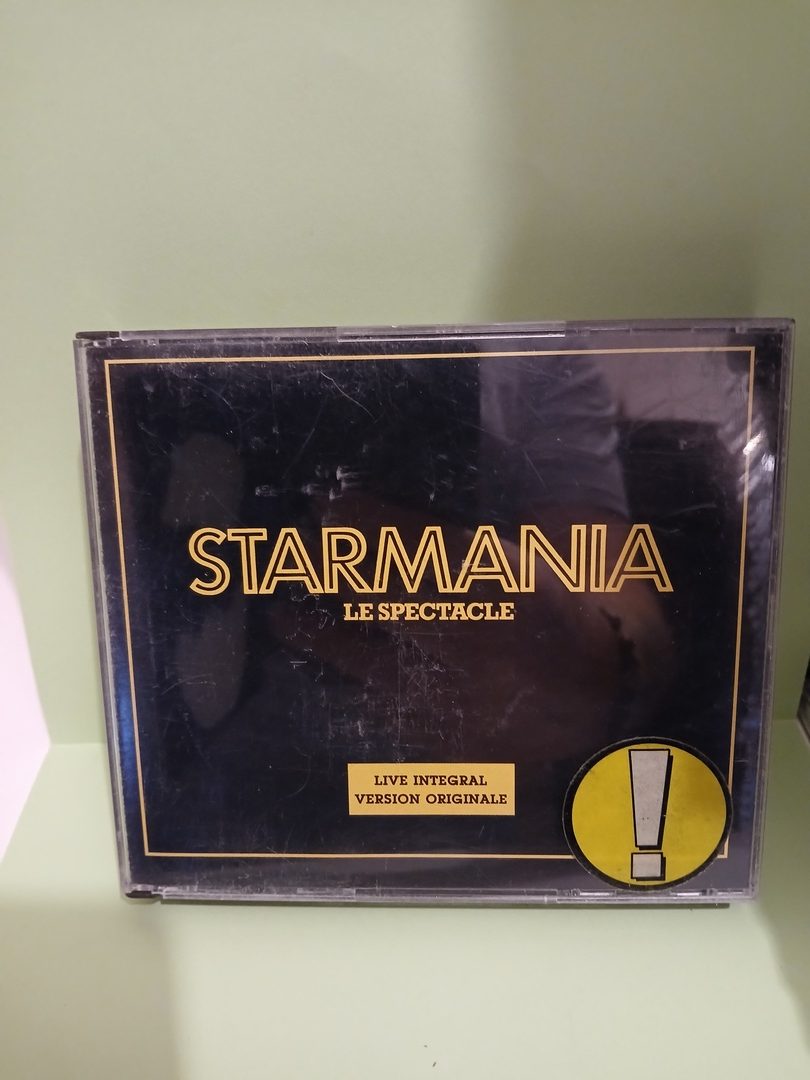 STARMANIA
LE SPECTACLE
LIVE INTEGRAL
VERSION ORIGINALE
!